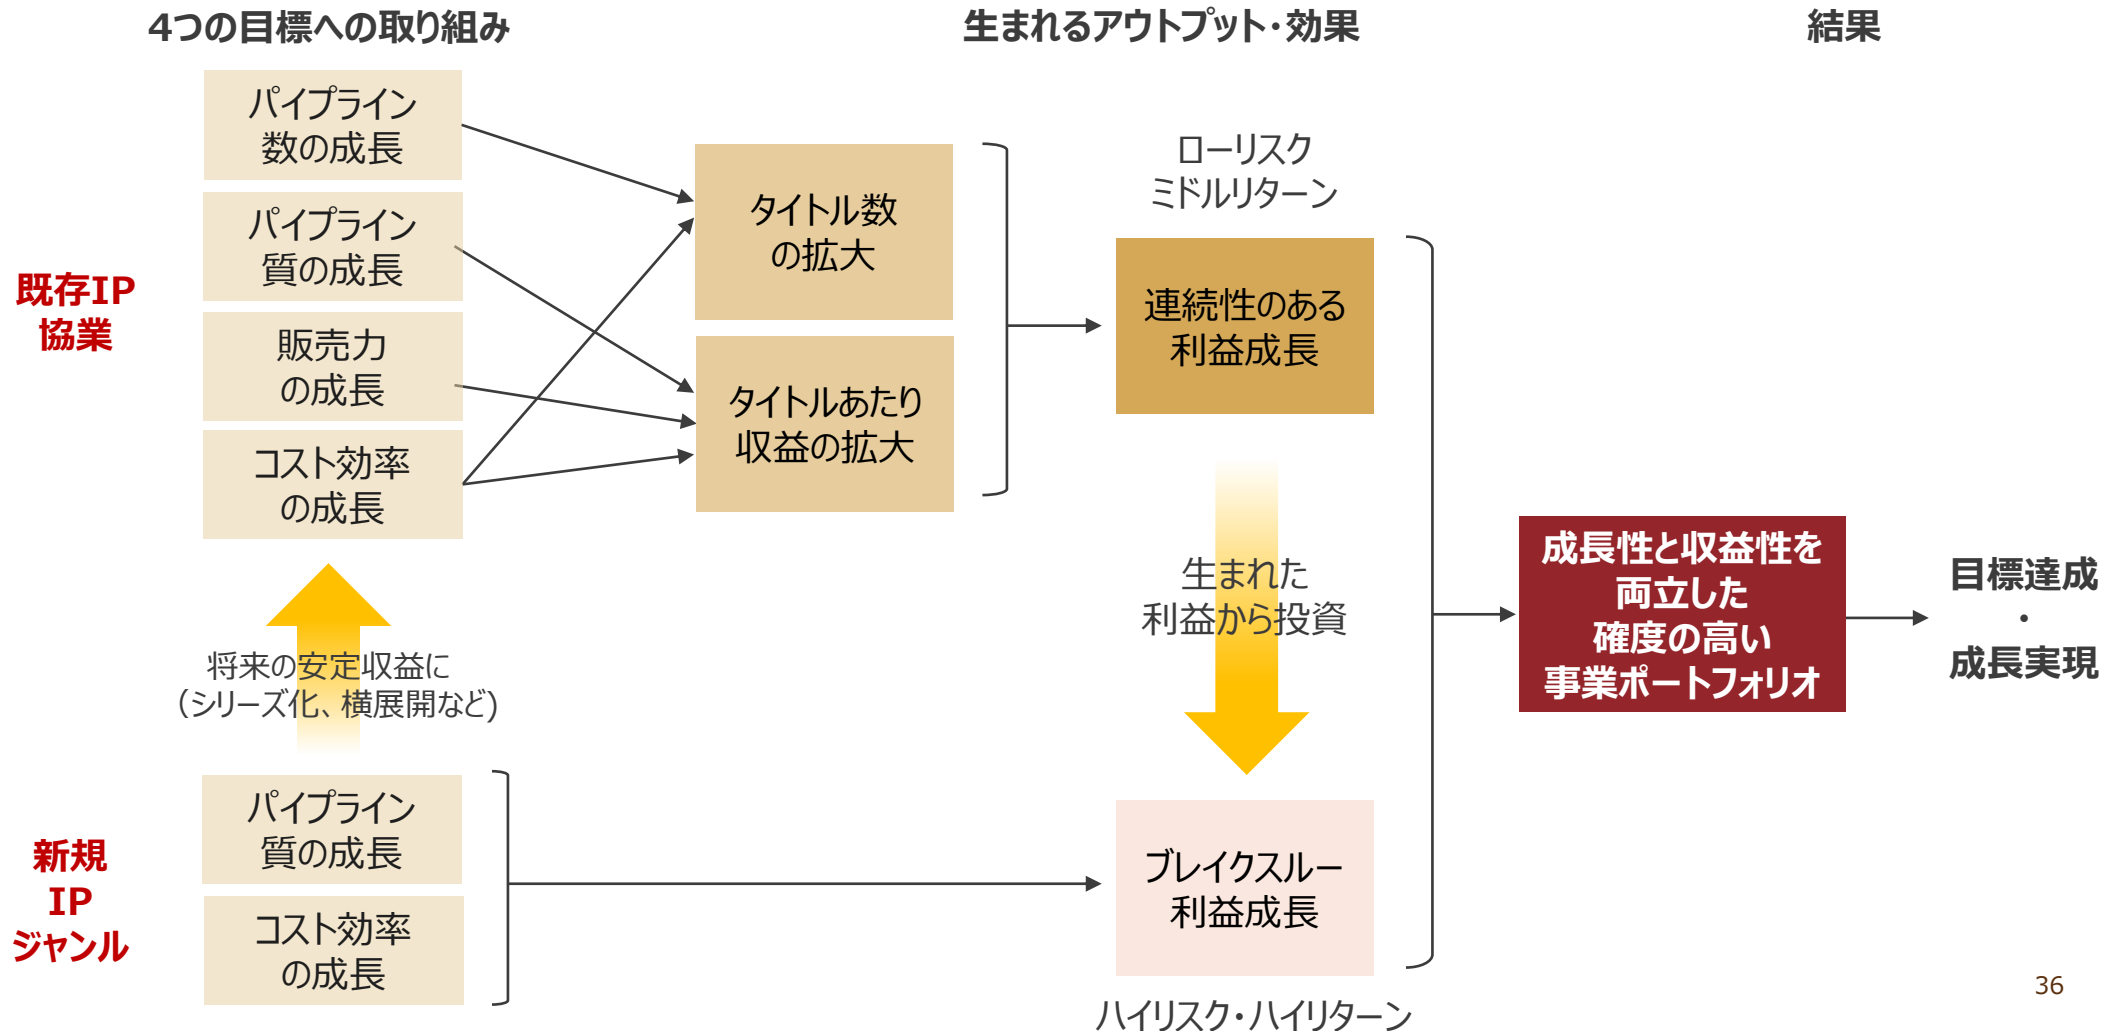 4つの目標への取り組み
生まれるアウトプット・効果
結果
既存IP
協業
パイプライン
数の成長
パイプライン
質の成長
販売力
の成長
コスト効率
の成長
タイトル数
の拡大
タイトルあたり
収益の拡大
ローリスク
ミドルリターン
連続性のある
利益成長
生まれた
利益から投資
将来の安定収益に
（シリーズ化、横展開など)
新規
IP
ジャンル
パイプライン
質の成長
コスト効率
の成長
ブレイクスルー
利益成長
ハイリスク・ハイリターン
成長性と収益性を
両立した
確度の高い
事業ポートフォリオ
目標達成
・
成長実現
36